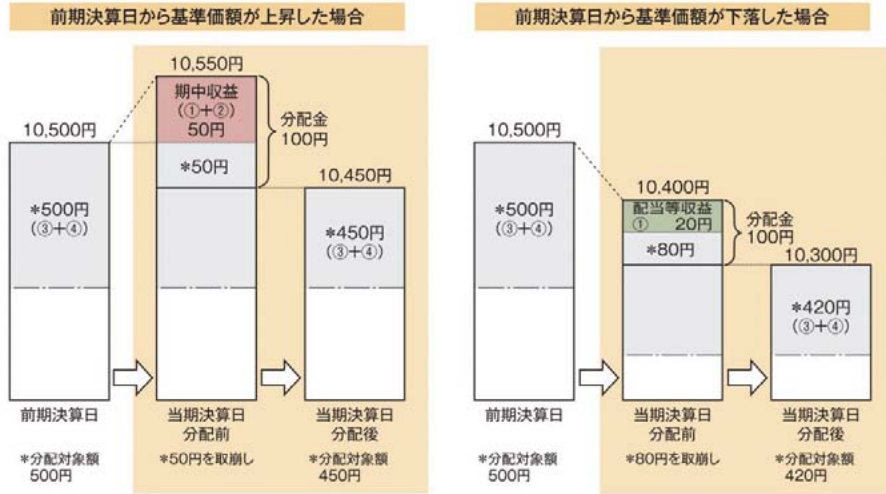 前期決算日から基準価額が上昇した場合
10,550円
期中収益
(①+②)
50円
分配金
100円
10,500円
*50円
10,450円
*500円
(③+④)
*450円
(③+④)
前期決算日
当期決算日
分配前
当期決算日
分配後
*分配対象額
500円
*50円を取崩し
*分配対象額
450円
前期決算日から基準価額が下落した場合
10,500円
10,400円
*500円
(③+④)
配当等収益
① 20円
分配金
100円
*80円
10,300円
*420円
(③+④)
前期決算日
当期決算日
分配前
当期決算日
分配後
*分配対象額
500円
*80円を取崩し
*分配対象額
420円